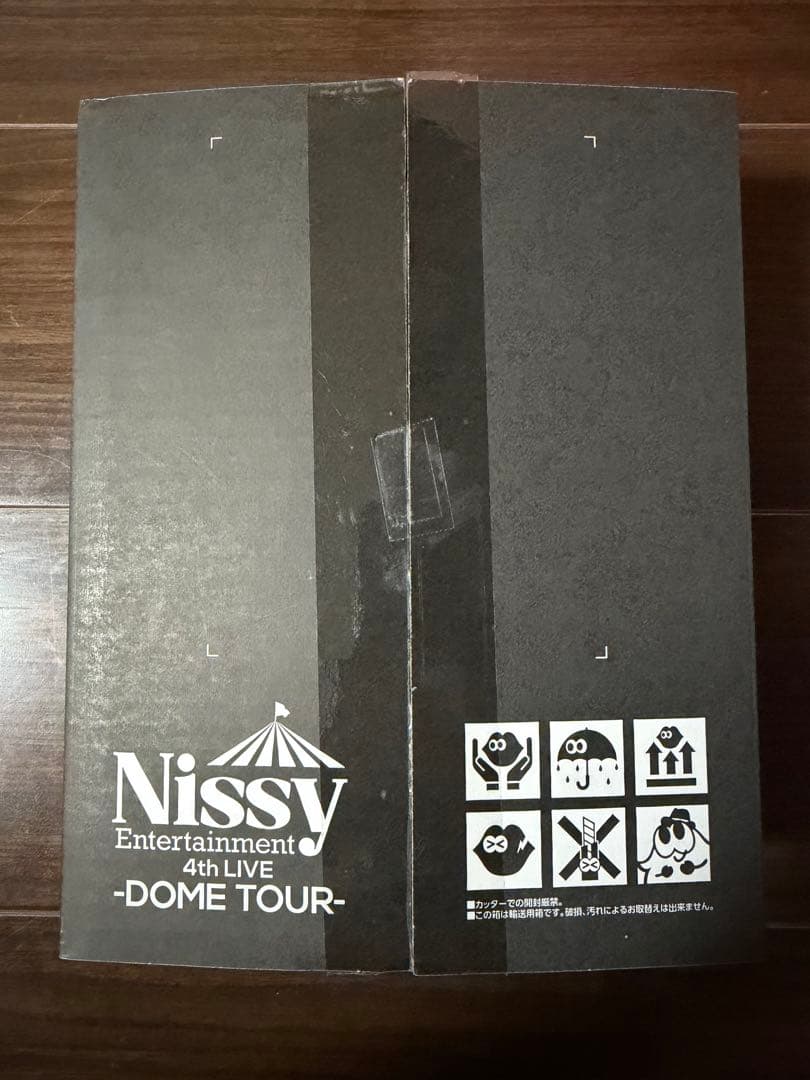 Nissy
Entertainment
4th LIVE
-DOME TOUR-
■カッターでの開封厳禁。
■この箱は輸送用箱です。破損、汚れによるお取替えは出来ません。